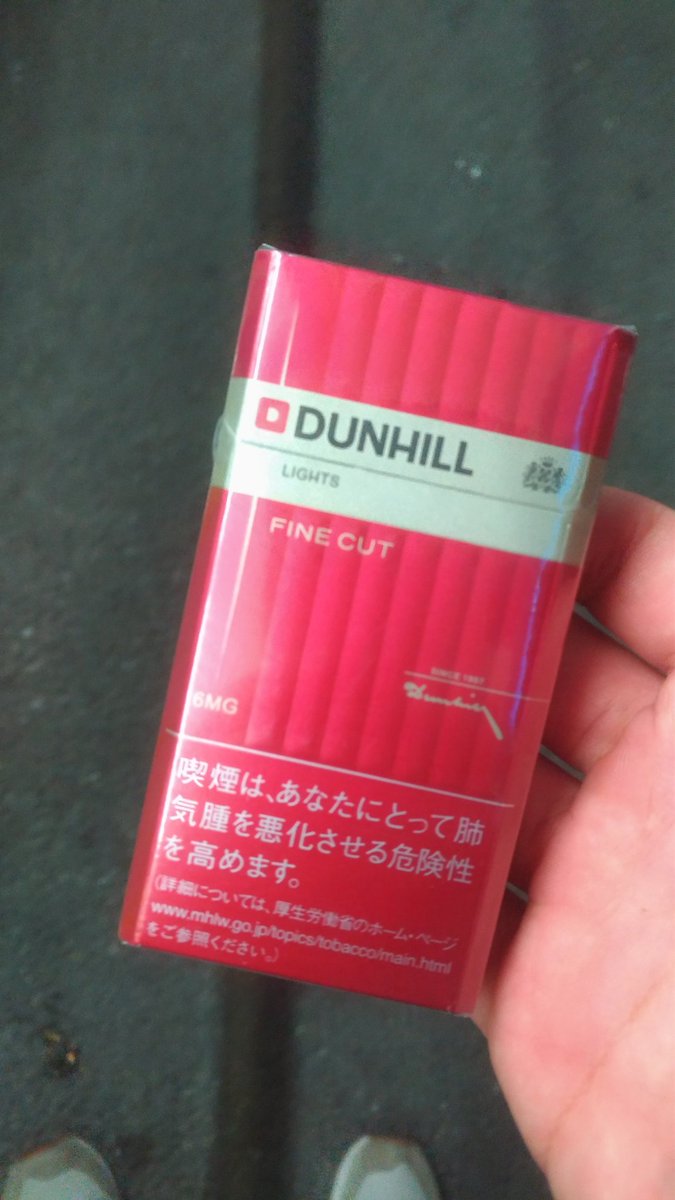 DUNHILL
LIGHTS
FINE CUT
SINCE 1907
Dunhill
6MG
喫煙は、あなたにとって肺
気腫を悪化させる危険性
を高めます。
(詳細については、厚生労働省のホーム・ページ
www.mhlw.go.jp/topics/tobacco/main.html
をご参照ください。)